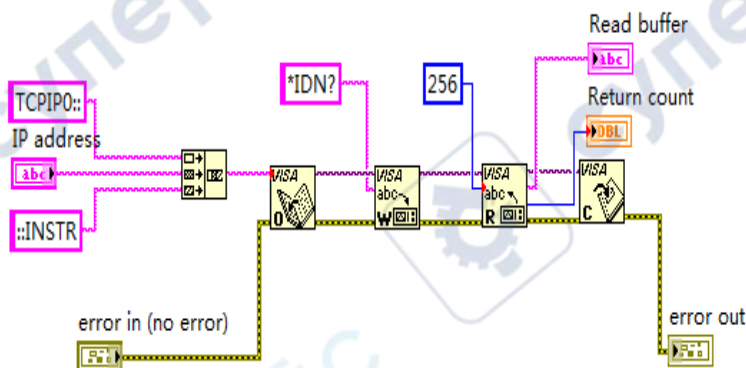 Read buffer
abc
*IDN?
256
TCPIP0::
Return count
DBL
IP address
abc
VISA
O
VISA
abc
W
VISA
abc
R
VISA
C
::INSTR
error in (no error)
error out